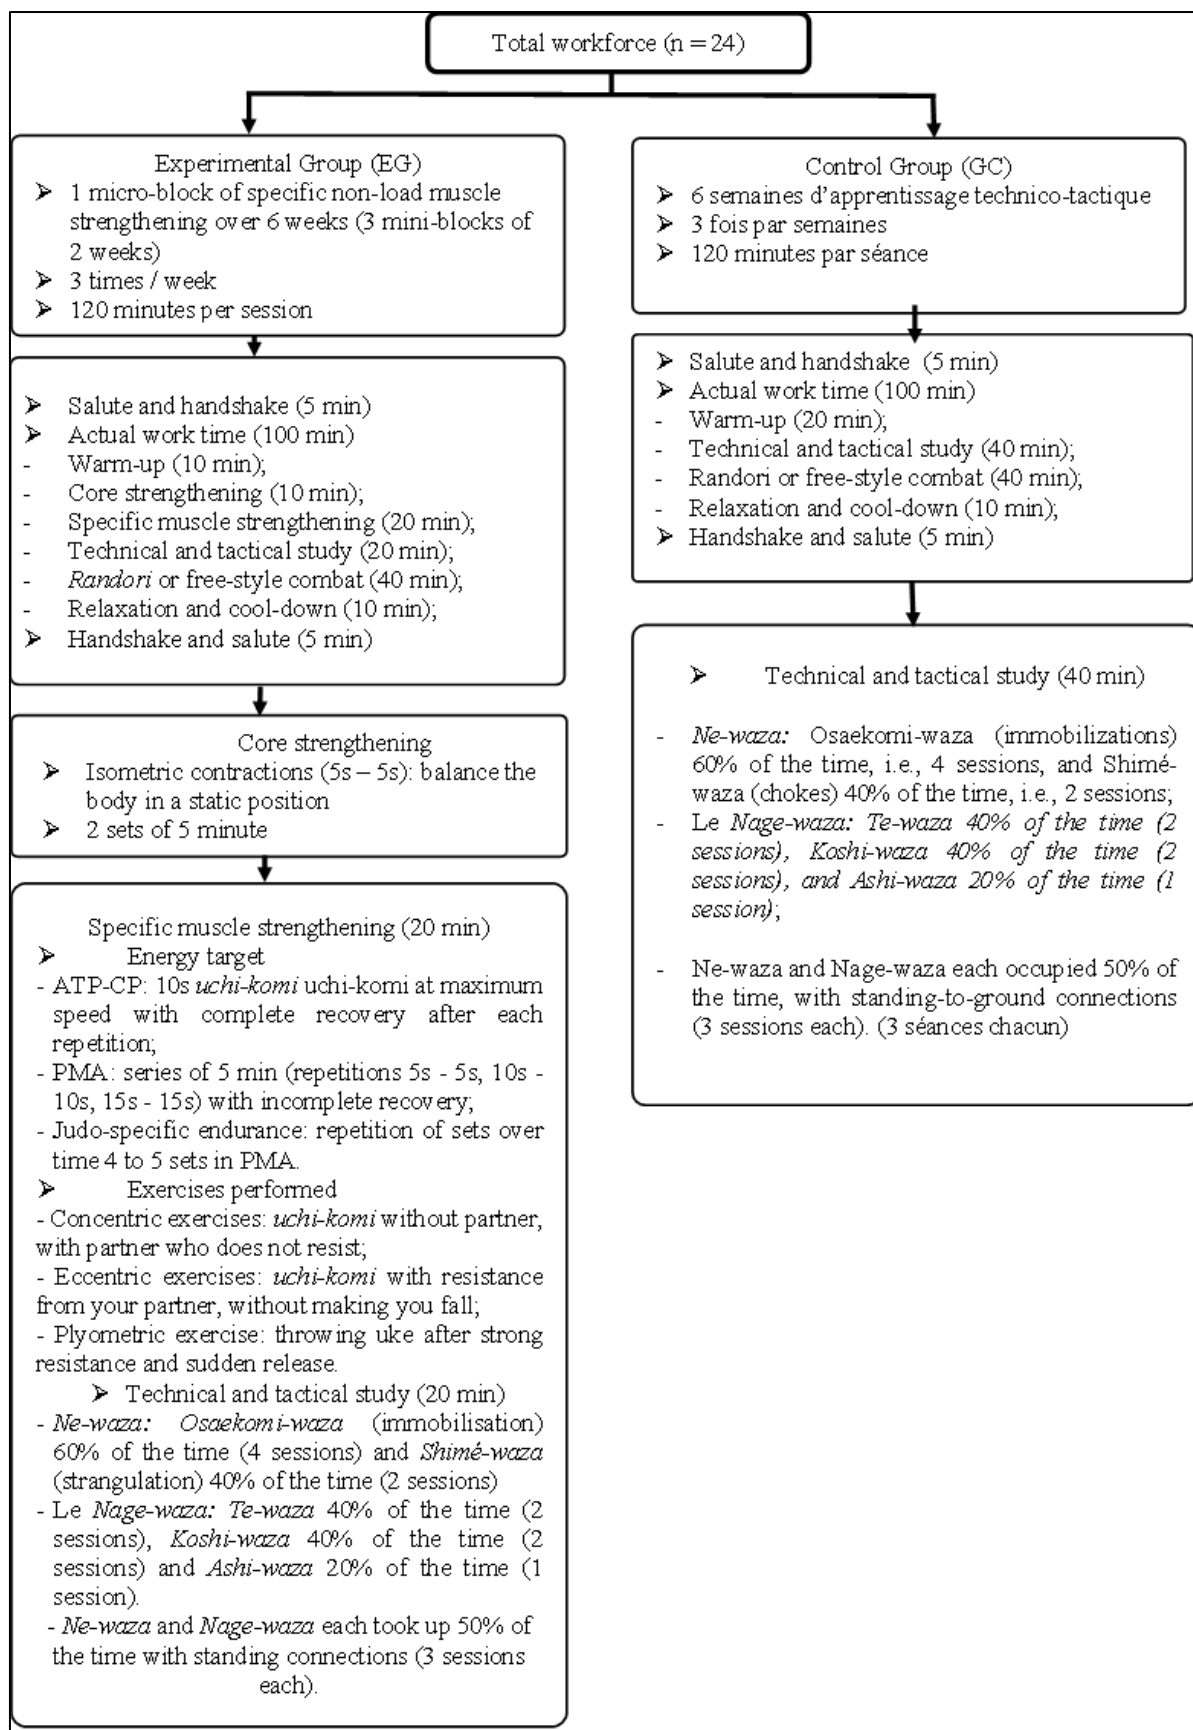 Total workforce (n = 24)
Experimental Group (EG)
➤ 1 micro-block of specific non-load muscle
strengthening over 6 weeks (3 mini-blocks of
2 weeks)
➤ 3 times / week
➤ 120 minutes per session
➤ Salute and handshake (5 min)
➤ Actual work time (100 min)
- Warm-up (10 min);
- Core strengthening (10 min);
- Specific muscle strengthening (20 min);
- Technical and tactical study (20 min);
- Randori or free-style combat (40 min);
- Relaxation and cool-down (10 min);
➤ Handshake and salute (5 min)
Core strengthening
➤ Isometric contractions (5s – 5s): balance the
body in a static position
➤ 2 sets of 5 minute
Specific muscle strengthening (20 min)
➤ Energy target
- ATP-CP: 10s uchi-komi uchi-komi at maximum
speed with complete recovery after each
repetition;
- PMA: series of 5 min (repetitions 5s - 5s, 10s -
10s, 15s - 15s) with incomplete recovery;
- Judo-specific endurance: repetition of sets over
time 4 to 5 sets in PMA.
➤ Exercises performed
- Concentric exercises: uchi-komi without partner,
with partner who does not resist;
- Eccentric exercises: uchi-komi with resistance
from your partner, without making you fall;
- Plyometric exercise: throwing uke after strong
resistance and sudden release.
➤ Technical and tactical study (20 min)
- Ne-waza: Osaekomi-waza (immobilisation)
60% of the time (4 sessions) and Shimé-waza
(strangulation) 40% of the time (2 sessions)
- Le Nage-waza: Te-waza 40% of the time (2
sessions), Koshi-waza 40% of the time (2
sessions) and Ashi-waza 20% of the time (1
session).
- Ne-waza and Nage-waza each took up 50% of
the time with standing connections (3 sessions
each).
Control Group (GC)
➤ 6 semaines d'apprentissage technico-tactique
➤ 3 fois par semaines
➤ 120 minutes par séance
➤ Salute and handshake (5 min)
➤ Actual work time (100 min)
- Warm-up (20 min);
- Technical and tactical study (40 min);
- Randori or free-style combat (40 min);
- Relaxation and cool-down (10 min);
➤ Handshake and salute (5 min)
➤ Technical and tactical study (40 min)
- Ne-waza: Osaekomi-waza (immobilizations)
60% of the time, i.e., 4 sessions, and Shimé-
waza (chokes) 40% of the time, i.e., 2 sessions;
- Le Nage-waza: Te-waza 40% of the time (2
sessions), Koshi-waza 40% of the time (2
sessions), and Ashi-waza 20% of the time (1
session);
- Ne-waza and Nage-waza each occupied 50% of
the time, with standing-to-ground connections
(3 sessions each). (3 séances chacun)